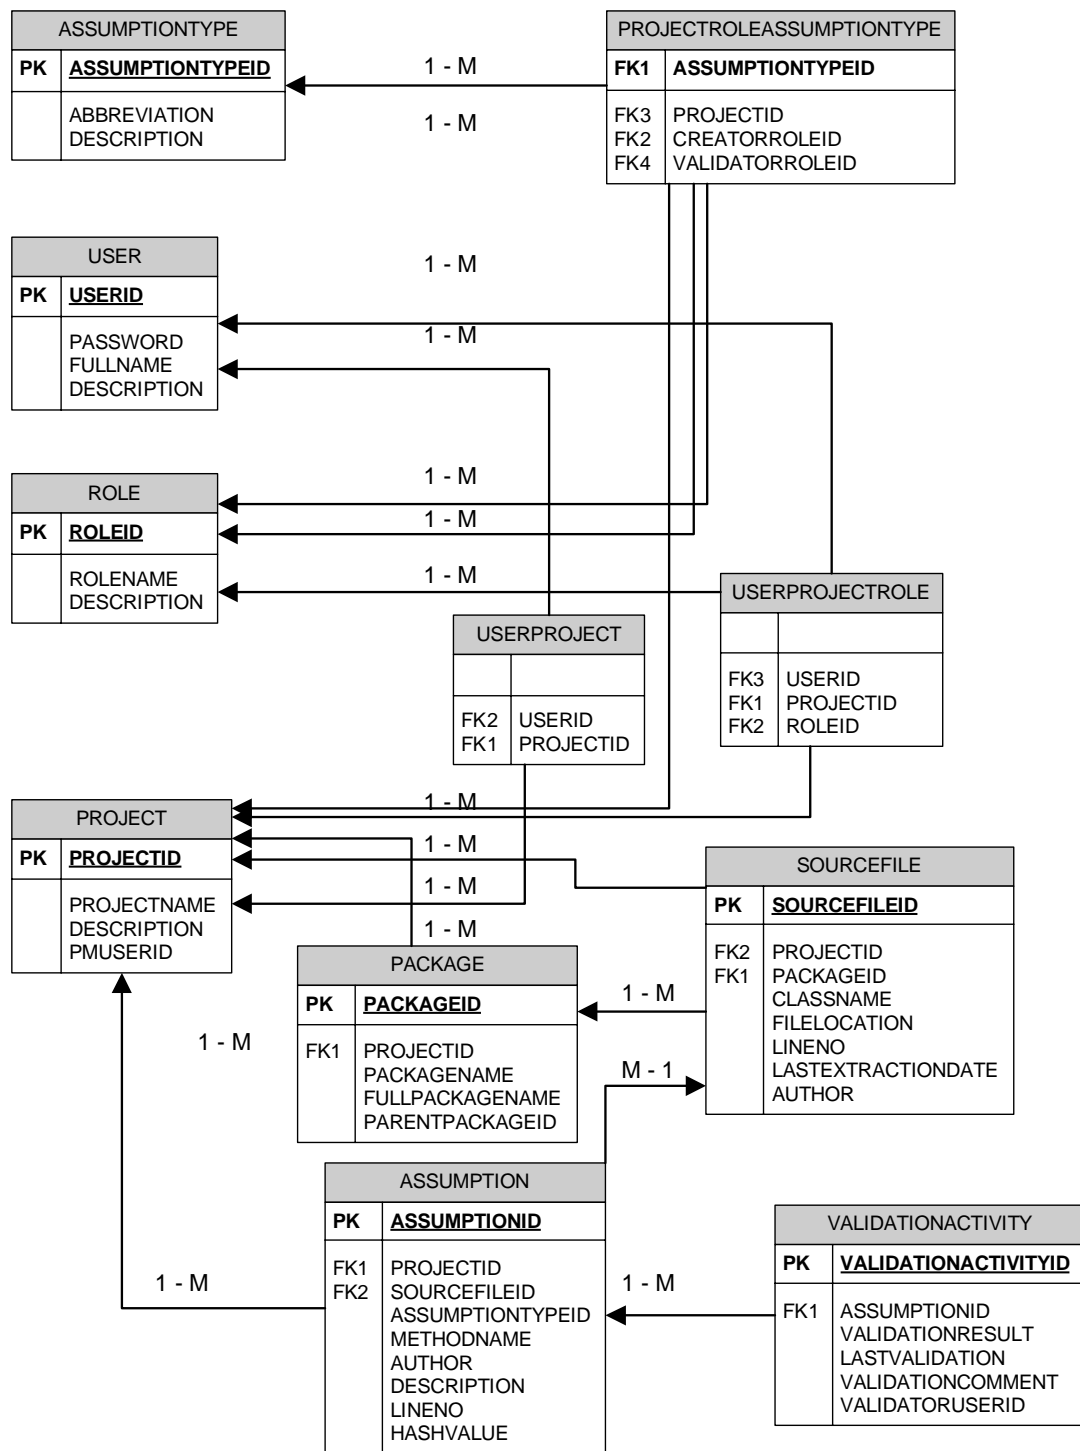 ASSUMPTIONTYPE
PK ASSUMPTIONTYPEID
ABBREVIATION
DESCRIPTION
1 - M
1 - M
PROJECTROLEASSUMPTIONTYPE
FK1 ASSUMPTIONTYPEID
FK3 PROJECTID
FK2 CREATORROLEID
FK4 VALIDATORROLEID
USER
PK USERID
PASSWORD
FULLNAME
DESCRIPTION
1 - M
1 - M
ROLE
PK ROLEID
ROLENAME
DESCRIPTION
1 - M
1 - M
1 - M
USERPROJECTROLE
FK3 USERID
FK1 PROJECTID
FK2 ROLEID
USERPROJECT
FK2 USERID
FK1 PROJECTID
PROJECT
PK PROJECTID
PROJECTNAME
DESCRIPTION
PMUSERID
1 - M
1 - M
1 - M
1 - M
SOURCEFILE
PK SOURCEFILEID
FK2 PROJECTID
FK1 PACKAGEID
CLASSNAME
FILELOCATION
LINENO
LASTEXTRACTIONDATE
AUTHOR
PACKAGE
PK PACKAGEID
FK1 PROJECTID
PACKAGENAME
FULLPACKAGENAME
PARENTPACKAGEID
1 - M
1 - M
M - 1
ASSUMPTION
PK ASSUMPTIONID
FK1 PROJECTID
FK2 SOURCEFILEID
ASSUMPTIONTYPEID
METHODNAME
AUTHOR
DESCRIPTION
LINENO
HASHVALUE
1 - M
1 - M
VALIDATIONACTIVITY
PK VALIDATIONACTIVITYID
FK1 ASSUMPTIONID
VALIDATIONRESULT
LASTVALIDATION
VALIDATIONCOMMENT
VALIDATORUSERID